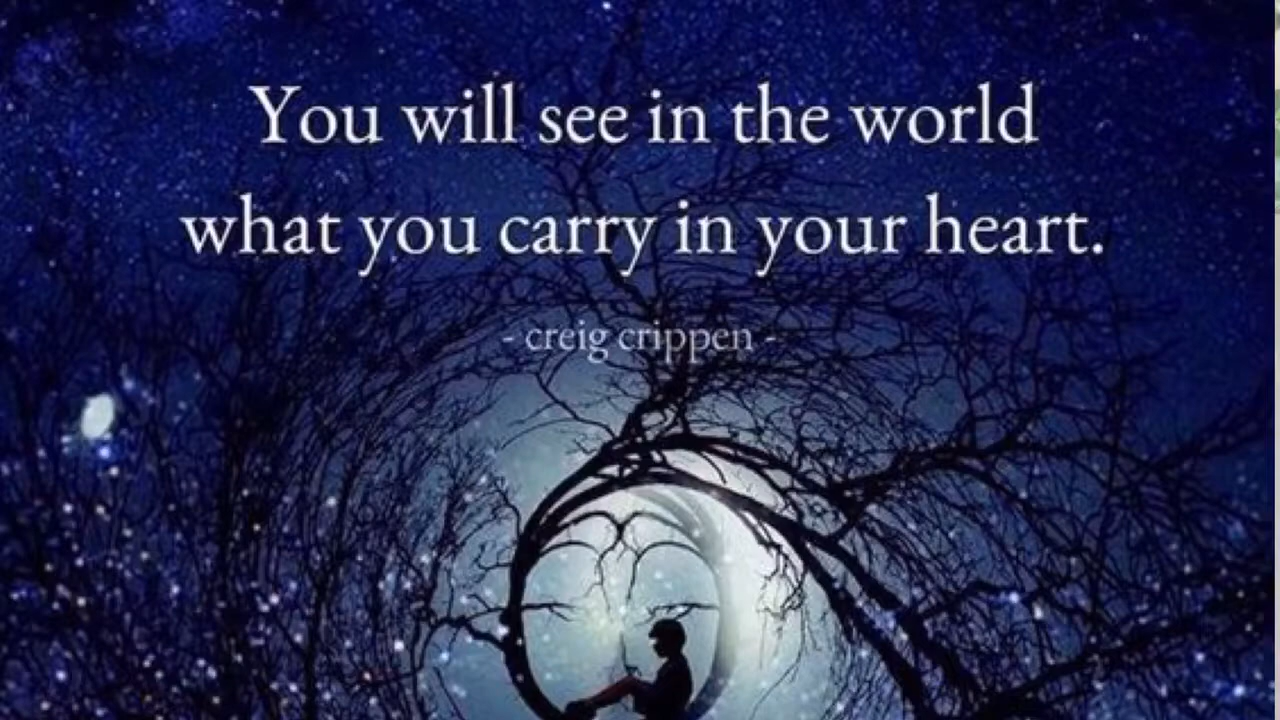 You will see in the world
what you carry in your heart.
- creig crippen -